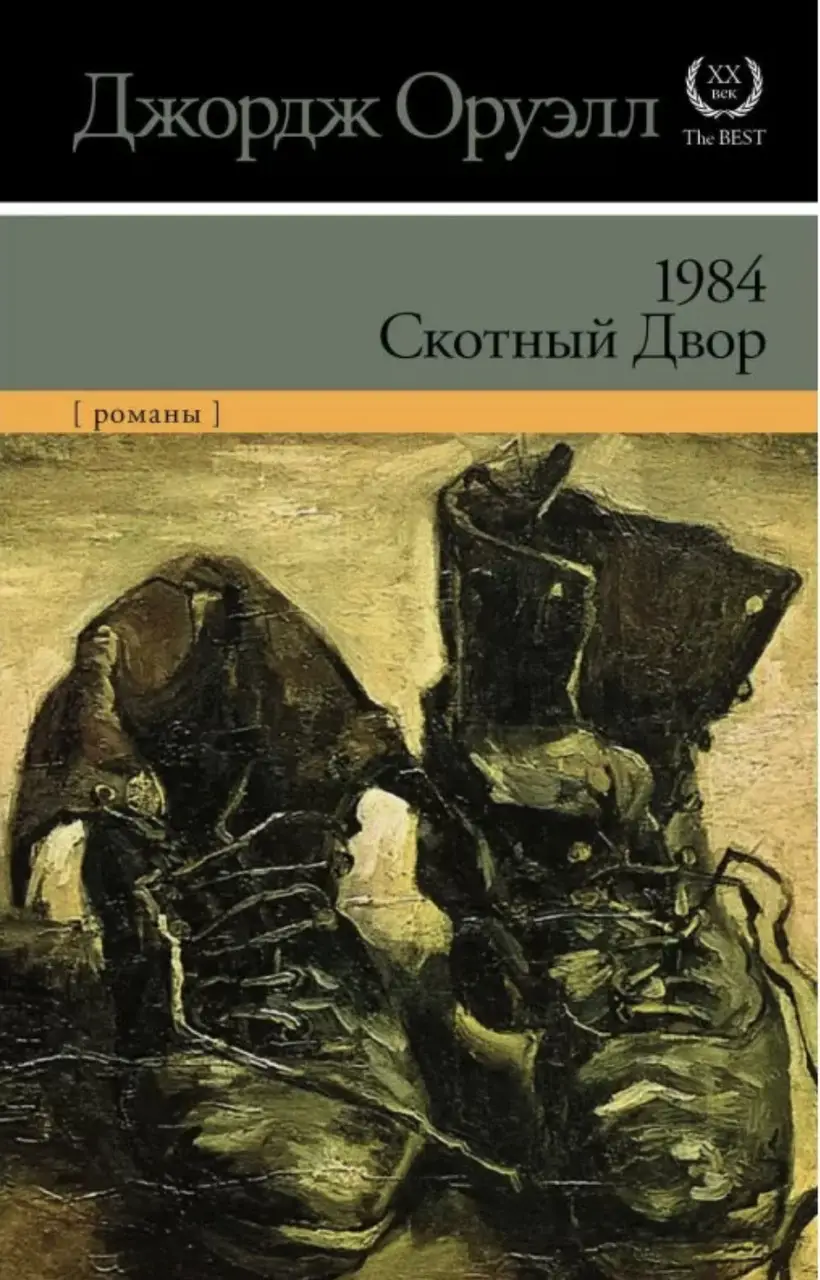 Джордж Оруэлл
XX
век
The BEST
1984
Скотный Двор
[ романы ]